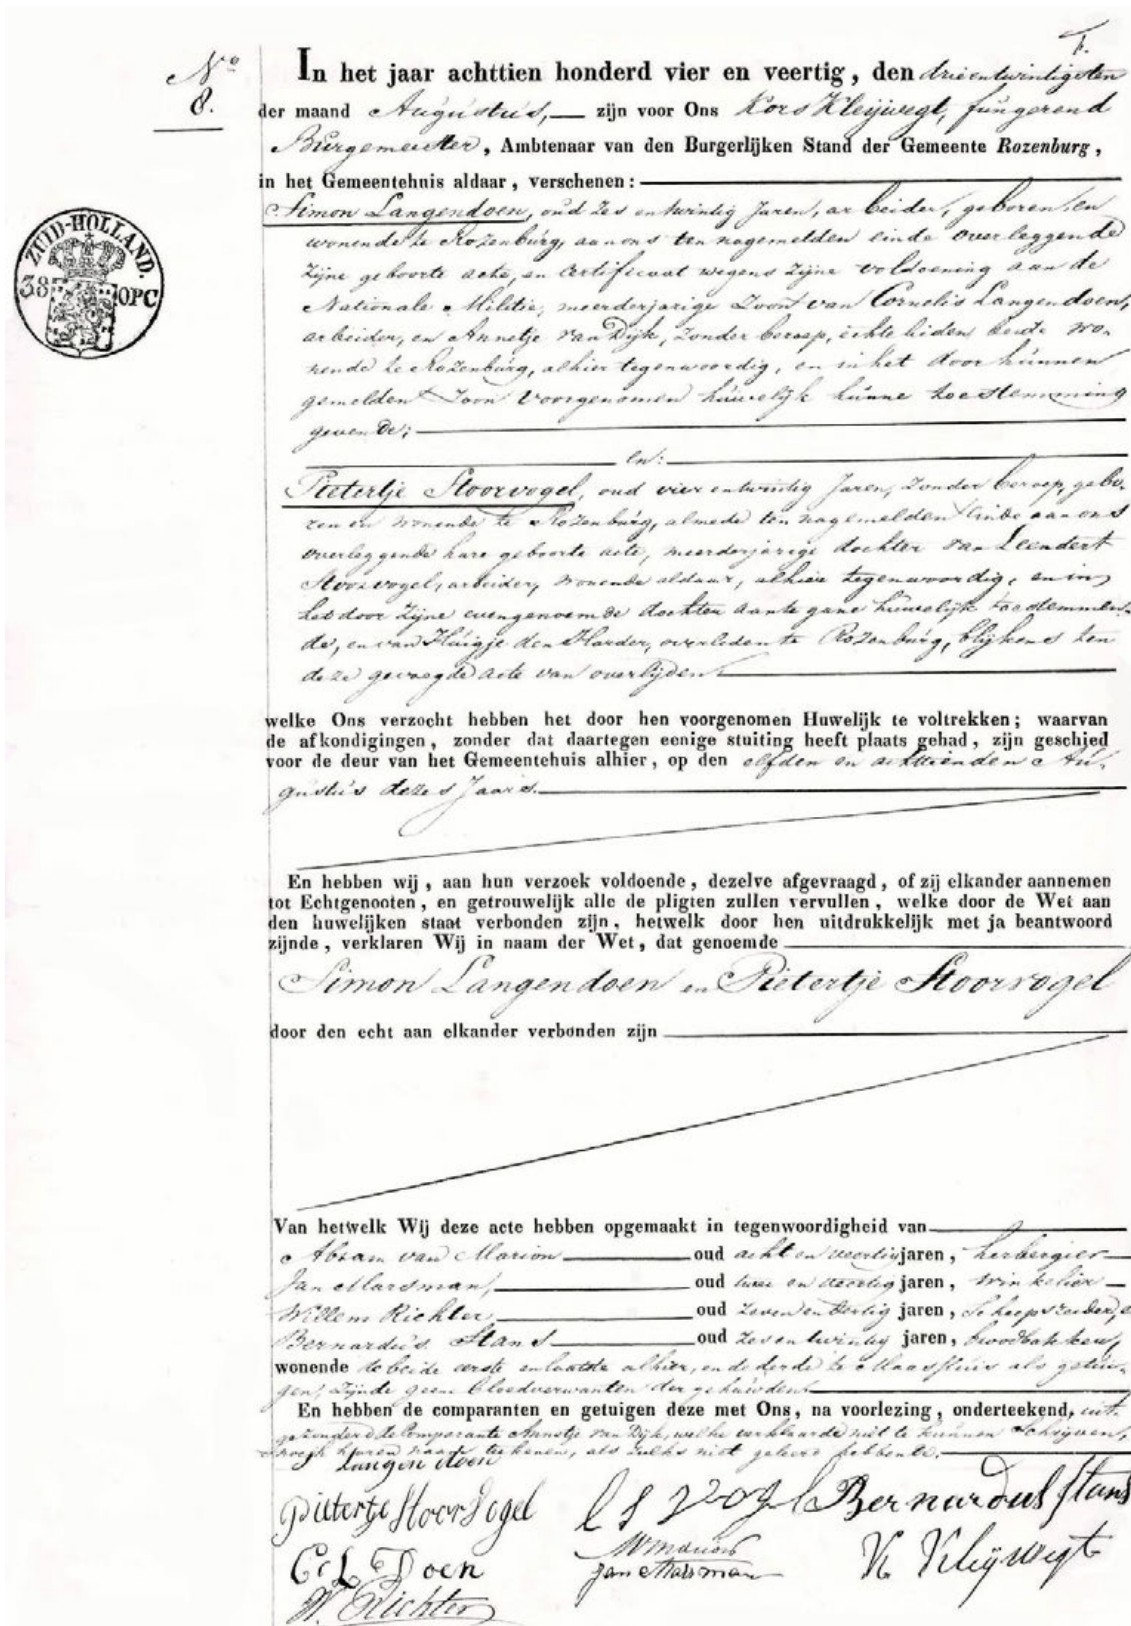 F.
No
8.
In het jaar achttien honderd vier en veertig, den drieentwintigsten
der maand Augustus, zijn voor Ons Kors Kleijwegt, fungerend
Burgemeester, Ambtenaar van den Burgerlijken Stand der Gemeente Rozenburg,
in het Gemeentehuis aldaar, verschenen:
ZUID-HOLLAND.
38 OPC
Simon Langendoen, oud zes entwintig Jaren, arbeider, geboren en
wonende te Rozenburg, aan ons ten nagemelden einde overleggende
zijne geboorte acte, en Certificaat wegens zijne voldoening aan de
Nationale Militie, meerderjarige Zoon van Cornelis Langendoen,
arbeider, en Annetje van Dijk, zonder beroep, echte lieden beide wo-
nende te Rozenburg, alhier tegenwoordig, en in het door hunnen
gemelden Zoon voorgenomen huwelijk hunne toestemming
gevende;
en:
Pietertje Stoorvogel, oud vier entwintig Jaren, zonder beroep, gebo-
ren en wonende te Rozenburg, almede ten nagemelden einde aan ons
overleggende hare geboorte acte, meerderjarige dochter van Leendert
Stoorvogel, arbeider, wonende aldaar, alhier tegenwoordig, en in
het door zijne evengenoemde dochter aante gane huwelijk toestemmen-
de, en van Huigje den Harder, overleden te Rozenburg, blijkens ten
deze gevoegde acte van overlijden.
welke Ons verzocht hebben het door hen voorgenomen Huwelijk te voltrekken; waarvan
de afkondigingen, zonder dat daartegen eenige stuiting heeft plaats gehad, zijn geschied
voor de deur van het Gemeentehuis alhier, op den elfden en achttienden Au-
gustus dezes Jaars.
En hebben wij, aan hun verzoek voldoende, dezelve afgevraagd, of zij elkander aannemen
tot Echtgenooten, en getrouwelijk alle de pligten zullen vervullen, welke door de Wet aan
den huwelijken staat verbonden zijn, hetwelk door hen uitdrukkelijk met ja beantwoord
zijnde, verklaren Wij in naam der Wet, dat genoemde
Simon Langendoen en Pietertje Stoorvogel
door den echt aan elkander verbonden zijn
Van hetwelk Wij deze acte hebben opgemaakt in tegenwoordigheid van
Abram van Marion oud acht en veertig jaren, herbergier
Jan Marsman, oud twee en veertig jaren, winkelier
Willem Richter oud zeven en dertig jaren, Scheepsreeder, e
Bernardus Stans oud zes en twintig jaren, broodbakker,
wonende de beide eerste en laatste alhier, en de derde te Maassluis als getui-
gen, zijnde geene bloedverwanten der gehuwden.
En hebben de comparanten en getuigen deze met Ons, na voorlezing, onderteekend, uit-
gezonderd de Comparante Annetje van Dijk, welke verklaarde niet te kunnen Schrijven,
noch haren naam teekenen, als zulks niet geleerd hebbende.
Langen doen
Pietertje Stoorvogel l S vogel Bernardus Stans
C L Doen Jan Marsman K Kleijwegt
W. Richter